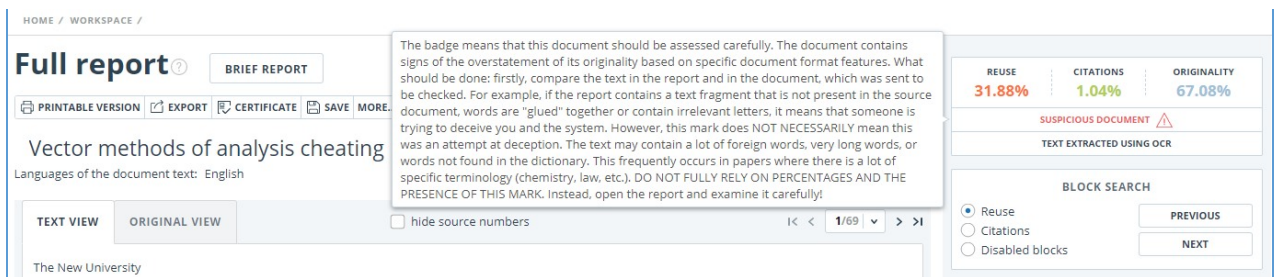 HOME / WORKSPACE /
Full report
?
BRIEF REPORT
PRINTABLE VERSION
EXPORT
CERTIFICATE
SAVE
MORE.
Vector methods of analysis cheating
Languages of the document text: English
The badge means that this document should be assessed carefully. The document contains
signs of the overstatement of its originality based on specific document format features. What
should be done: firstly, compare the text in the report and in the document, which was sent to
be checked. For example, if the report contains a text fragment that is not present in the source
document, words are "glued" together or contain irrelevant letters, it means that someone is
trying to deceive you and the system. However, this mark does NOT NECESSARILY mean this
was an attempt at deception. The text may contain a lot of foreign words, very long words, or
words not found in the dictionary. This frequently occurs in papers where there is a lot of
specific terminology (chemistry, law, etc.). DO NOT FULLY RELY ON PERCENTAGES AND THE
PRESENCE OF THIS MARK. Instead, open the report and examine it carefully!
REUSE CITATIONS ORIGINALITY
31.88% 1.04% 67.08%
SUSPICIOUS DOCUMENT
TEXT EXTRACTED USING OCR
TEXT VIEW
ORIGINAL VIEW
hide source numbers
1/69
The New University
BLOCK SEARCH
Reuse
Citations
Disabled blocks
PREVIOUS
NEXT